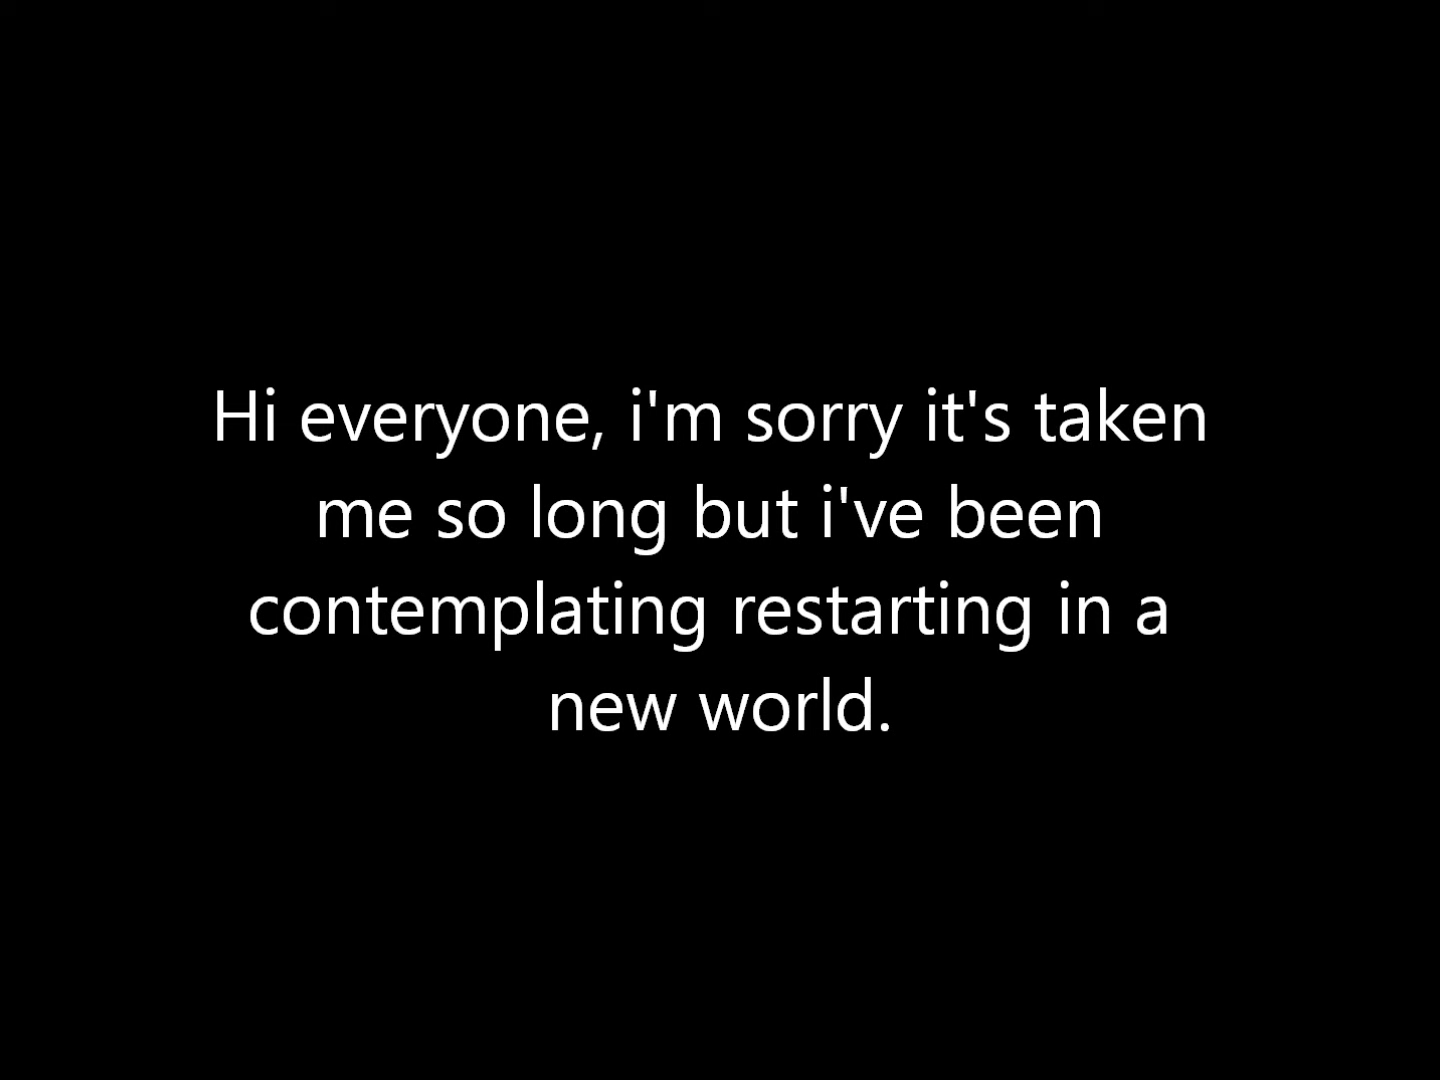 Hi everyone, i'm sorry it's taken
me so long but i've been
contemplating restarting in a
new world.